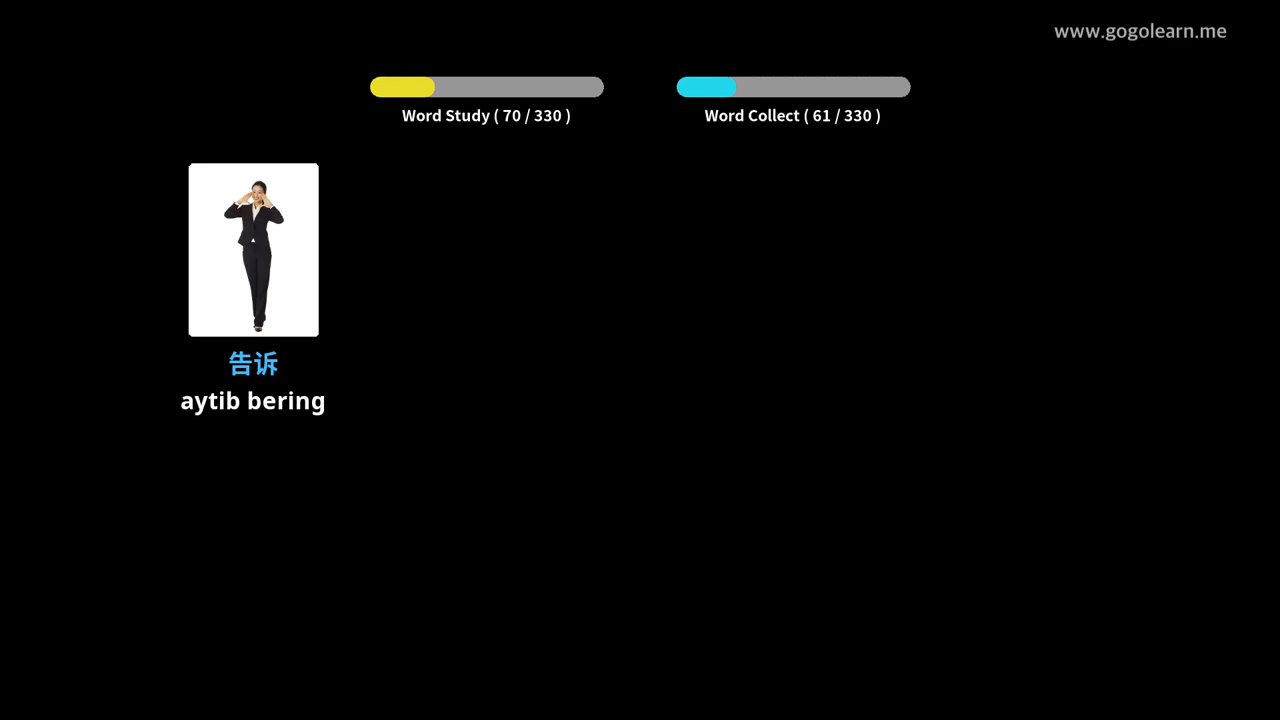 www.gogolearn.me
Word Study ( 70 / 330 )
Word Collect ( 61 / 330 )
告诉
aytib bering